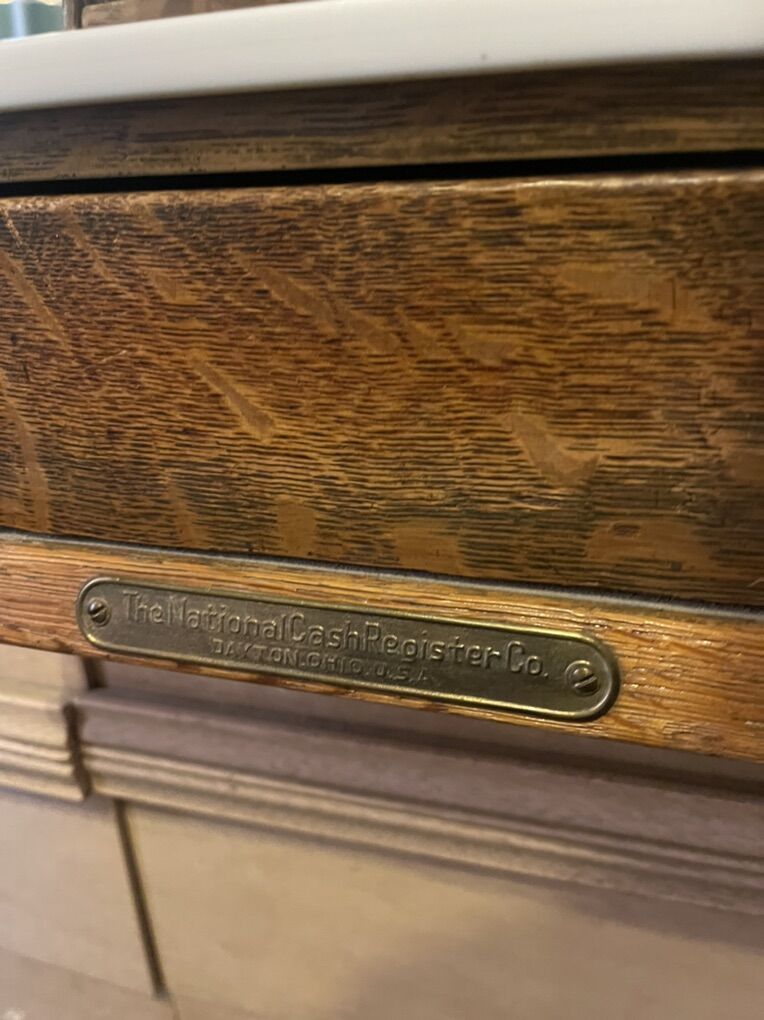 The National Cash Register Co.
DAYTON, OHIO, U.S.A.